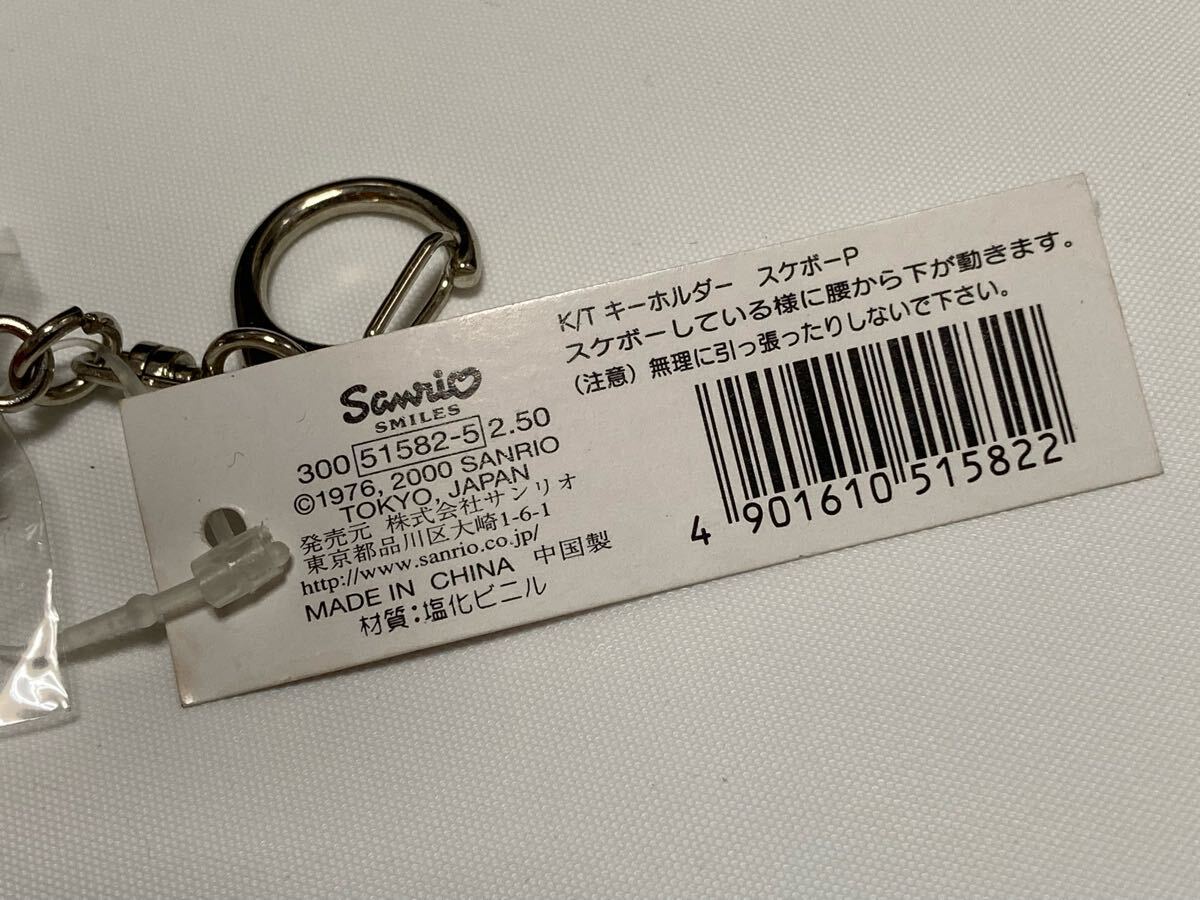 K/T キーホルダー　スケボーP
スケボーしている様に腰から下が動きます。
（注意）無理に引っ張ったりしないで下さい。
Sanrio
SMILES
300 51582-5 2.50
©1976, 2000 SANRIO
TOKYO, JAPAN
発売元 株式会社サンリオ
東京都品川区大崎1-6-1
http://www.sanrio.co.jp/
MADE IN CHINA 中国製
材質：塩化ビニル
4 901610 515822